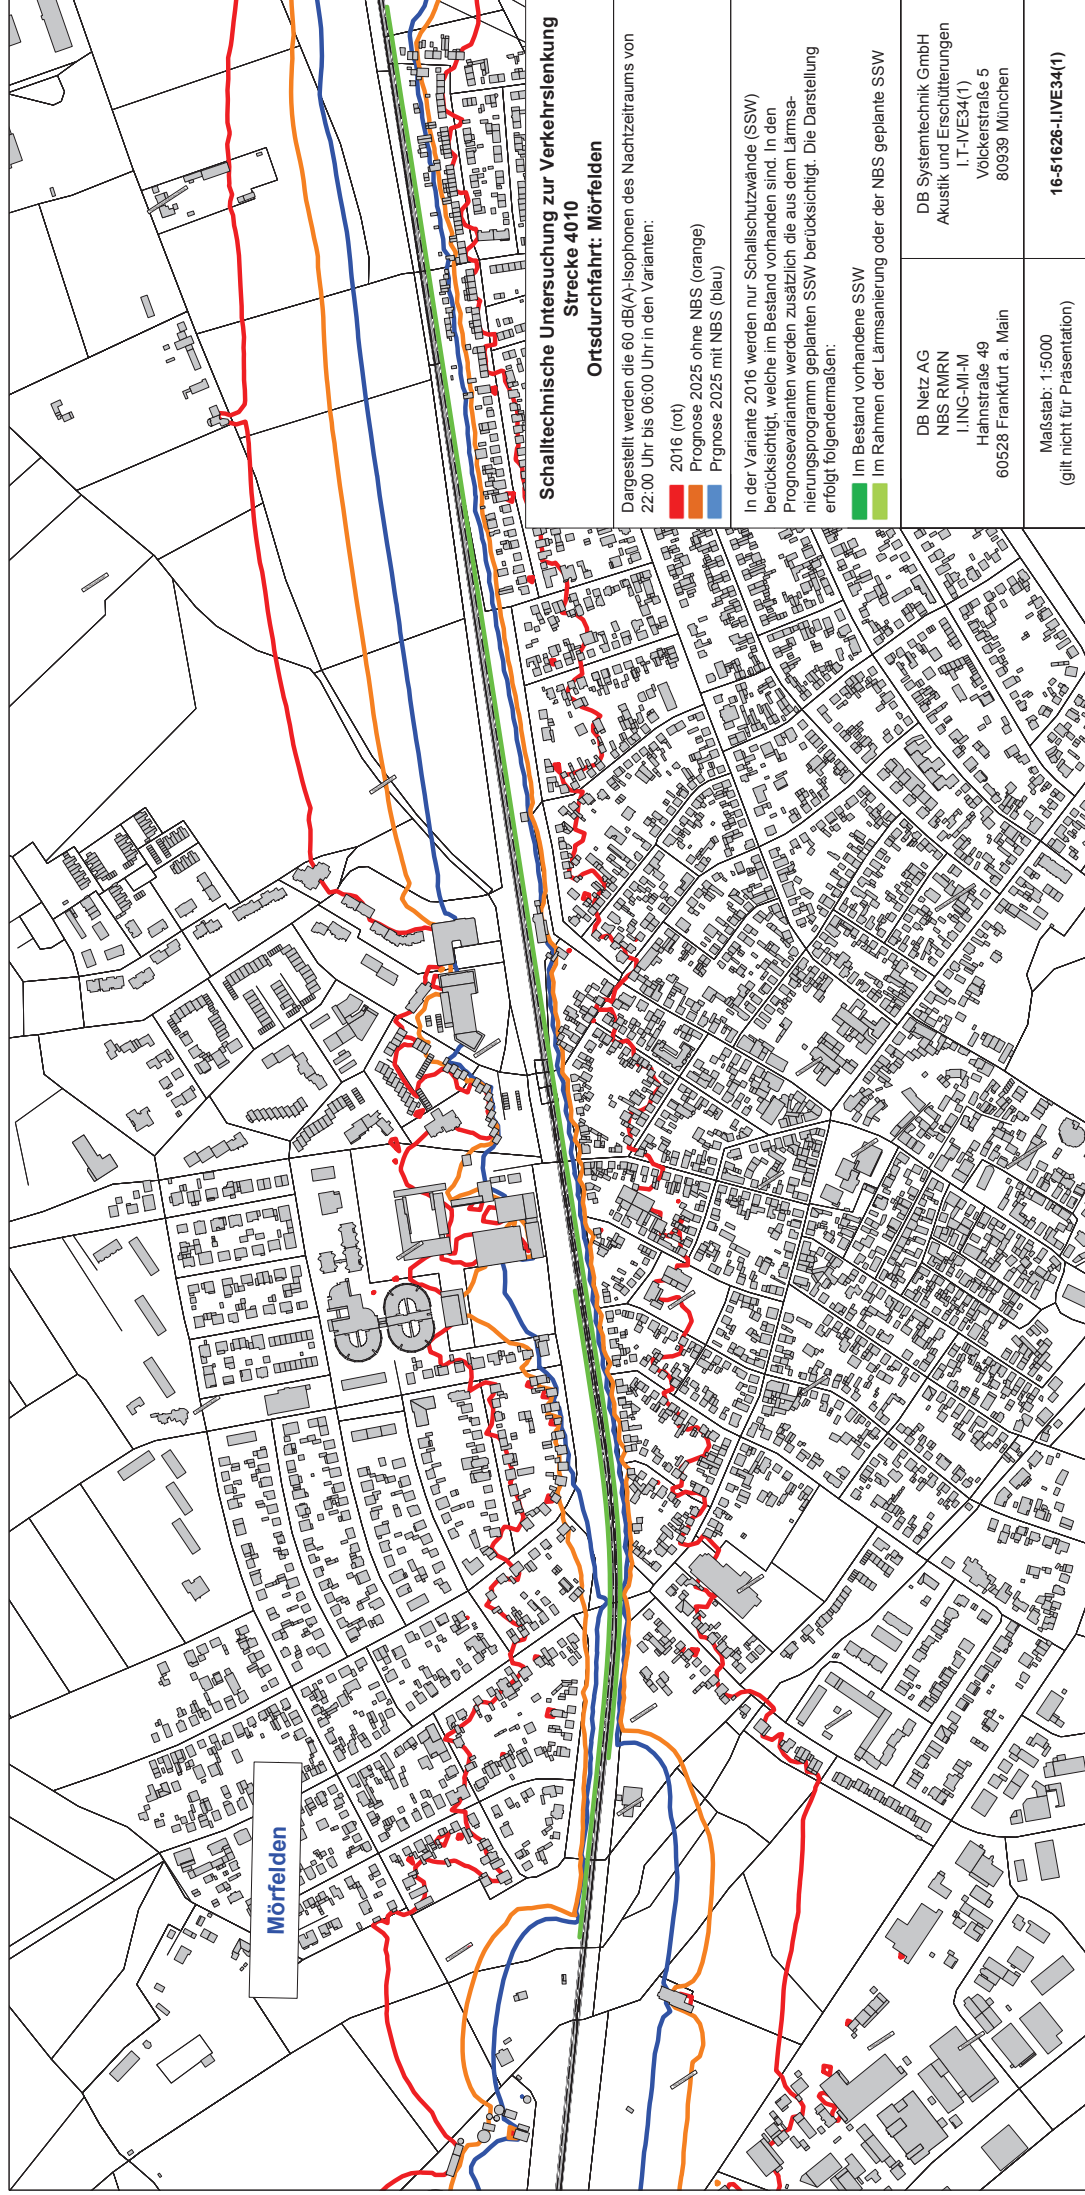 Mörfelden
Schalltechnische Untersuchung zur Verkehrslenkung
Strecke 4010
Ortsdurchfahrt: Mörfelden
Dargestellt werden die 60 dB(A)-Isophonen des Nachtzeitraums von
22:00 Uhr bis 06:00 Uhr in den Varianten:
2016 (rot)
Prognose 2025 ohne NBS (orange)
Prgnose 2025 mit NBS (blau)
In der Variante 2016 werden nur Schallschutzwände (SSW)
berücksichtigt, welche im Bestand vorhanden sind. In den
Prognosevarianten werden zusätzlich die aus dem Lärmsa-
nierungsprogramm geplanten SSW berücksichtigt. Die Darstellung
erfolgt folgendermaßen:
Im Bestand vorhandene SSW
Im Rahmen der Lärmsanierung oder der NBS geplante SSW
DB Netz AG
NBS RMRN
I.ING-MI-M
Hahnstraße 49
60528 Frankfurt a. Main
DB Systemtechnik GmbH
Akustik und Erschütterungen
I.T-IVE34(1)
Völckerstraße 5
80939 München
Maßstab: 1:5000
(gilt nicht für Präsentation)
16-51626-I.IVE34(1)